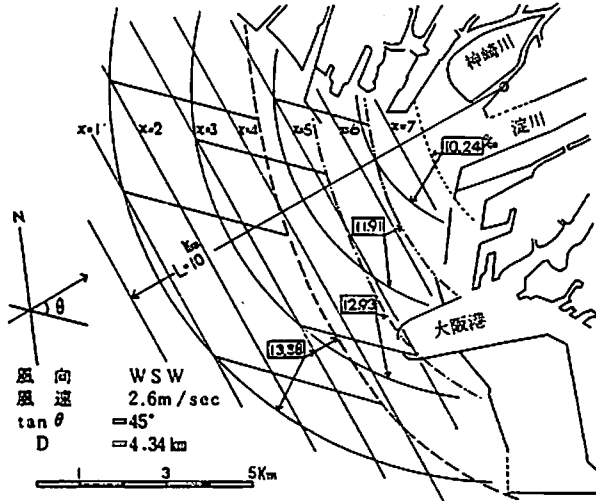 神崎川
淀川
x=1
x=2
x=3
x=4
x=5
x=6
x=7
10.24‰
11.91
L=10 Km
12.93
大阪港
13.38
N
θ
風向 WSW
風速 2.6m/sec
tan θ =45°
D =4.34km
1 3 5Km